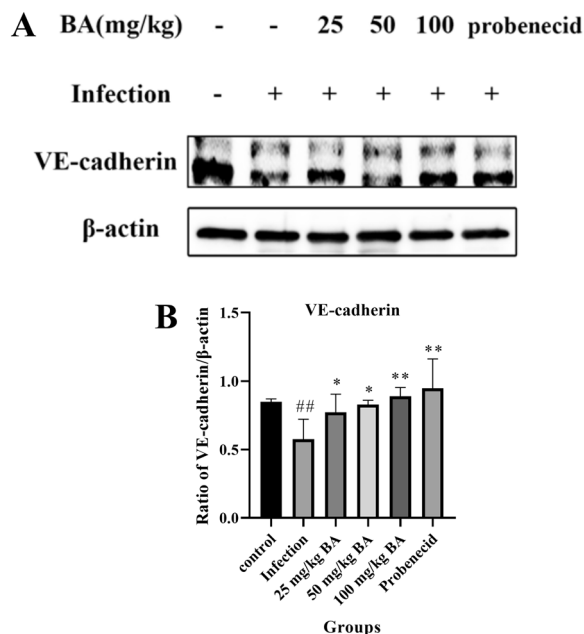 A BA(mg/kg) - - 25 50 100 probenecid
Infection - + + + + +
VE-cadherin
β-actin
B VE-cadherin
Ratio of VE-cadherin/β-actin
1.5
1.0
0.5
0.0
## * * ** **
control Infection 25 mg/kg BA 50 mg/kg BA 100 mg/kg BA Probenecid
Groups